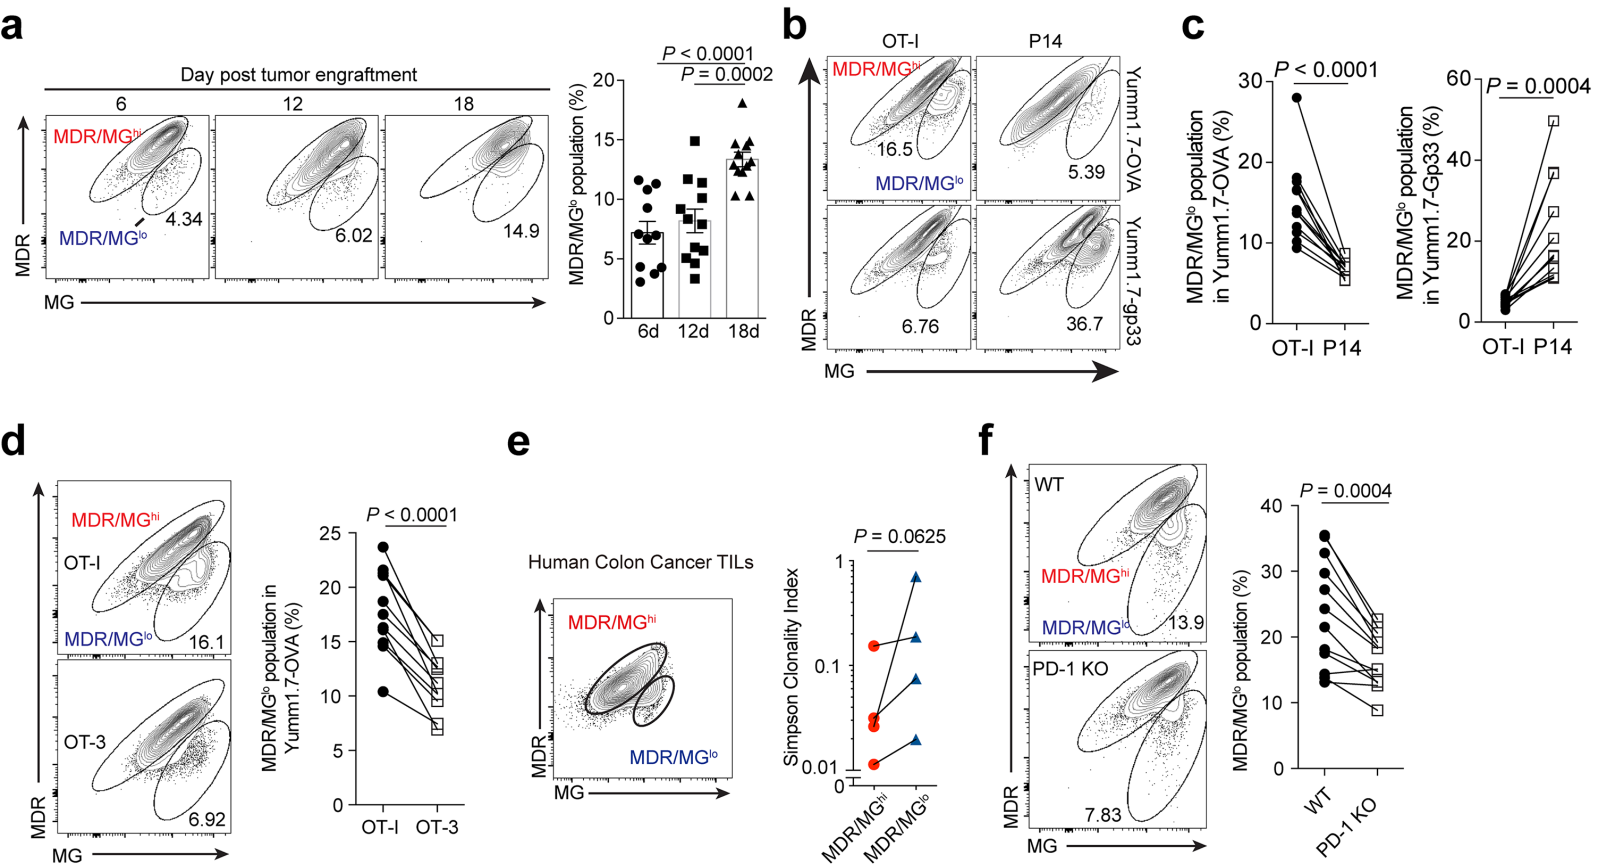 a
Day post tumor engraftment
6
12
18
MDR/MGhi
MDR/MGlo
4.34
6.02
14.9
MDR
MG
P < 0.0001
P = 0.0002
MDR/MGlo population (%)
20
15
10
5
0
6d
12d
18d
b
OT-I
P14
MDR/MGhi
16.5
MDR/MGlo
5.39
Yumm1.7-OVA
6.76
36.7
Yumm1.7-gp33
MDR
MG
c
P < 0.0001
MDR/MGlo population
in Yumm1.7-OVA (%)
30
20
10
0
OT-I P14
P = 0.0004
MDR/MGlo population
in Yumm1.7-Gp33 (%)
60
40
20
0
OT-I P14
d
MDR/MGhi
OT-I
MDR/MGlo
16.1
OT-3
6.92
MDR
MG
P < 0.0001
MDR/MGlo population in
Yumm1.7-OVA (%)
25
20
15
10
5
0
OT-I OT-3
e
Human Colon Cancer TILs
MDR/MGhi
MDR/MGlo
MDR
MG
P = 0.0625
Simpson Clonality Index
1
0.1
0.01
0
MDR/MGhi
MDR/MGlo
f
WT
MDR/MGhi
MDR/MGlo
13.9
PD-1 KO
7.83
MDR
MG
P = 0.0004
MDR/MGlo population (%)
40
30
20
10
0
WT
PD-1 KO